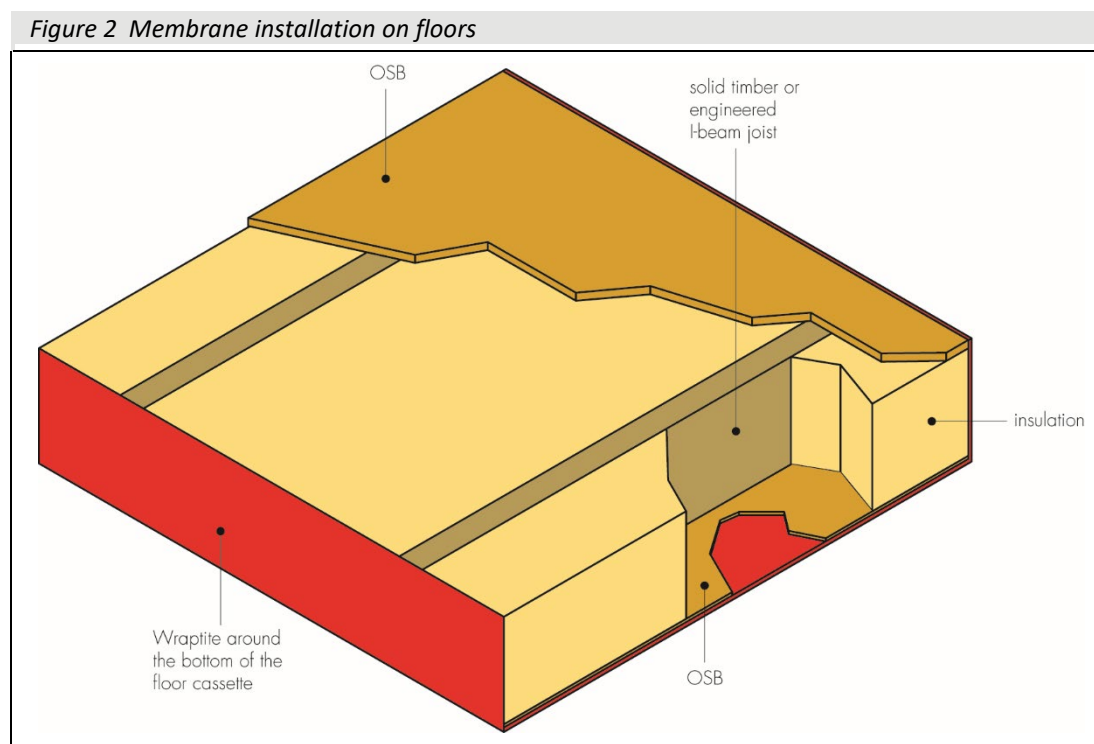 Figure 2  Membrane installation on floors
OSB
solid timber or
engineered
I-beam joist
insulation
Wraptite around
the bottom of the
floor cassette
OSB